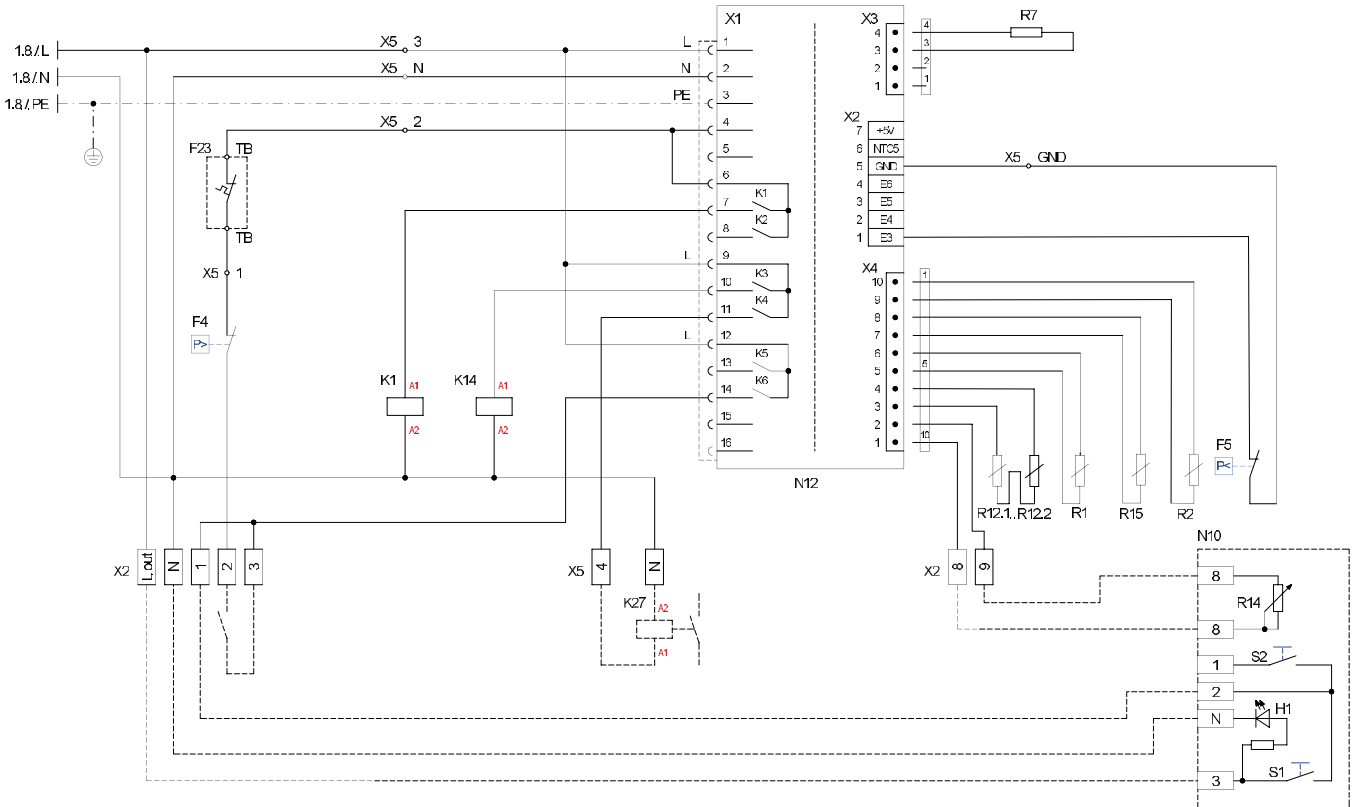 X1
X3
R7
4
3
2
1
4
3
2
1
1.8/.L
X5 3
L
1
1.8/.N
X5 N
N
2
1.8/.PE
PE
3
X5 2
4
F23
TB
TB
5
6
K1
7
K2
8
X2
7 +5V
6 NTC5
5 GND
4 E6
3 E5
2 E4
1 E3
X5 GND
X5 1
L
9
K3
10
K4
11
F4
P>
L
12
K5
13
K6
14
15
16
X4
10
9
8
7
6
5
4
3
2
1
1
5
10
K1
A1
A2
K14
A1
A2
N12
F5
P<
R12.1..R12.2
R1
R15
R2
N10
X2
L out
N
1
2
3
X5
4
N
X2
8
9
K27
A2
A1
8
R14
8
1
S2
2
N
H1
3
S1